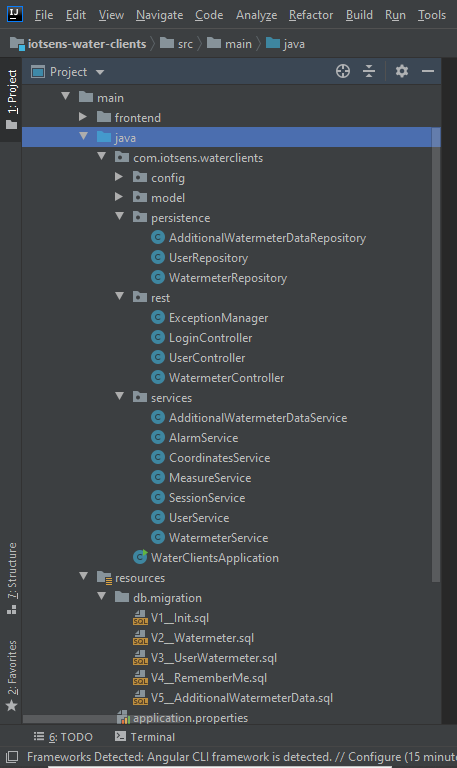 IJ File Edit View Navigate Code Analyze Refactor Build Run Tools
iotsens-water-clients src main java
1: Project
Project
main
frontend
java
com.iotsens.waterclients
config
model
persistence
AdditionalWatermeterDataRepository
UserRepository
WatermeterRepository
rest
ExceptionManager
LoginController
UserController
WatermeterController
services
AdditionalWatermeterDataService
AlarmService
CoordinatesService
MeasureService
SessionService
UserService
WatermeterService
WaterClientsApplication
resources
db.migration
V1__Init.sql
V2__Watermeter.sql
V3__UserWatermeter.sql
V4__RememberMe.sql
V5__AdditionalWatermeterData.sql
application.properties
7: Structure
2: Favorites
6: TODO Terminal
Frameworks Detected: Angular CLI framework is detected. // Configure (15 minute